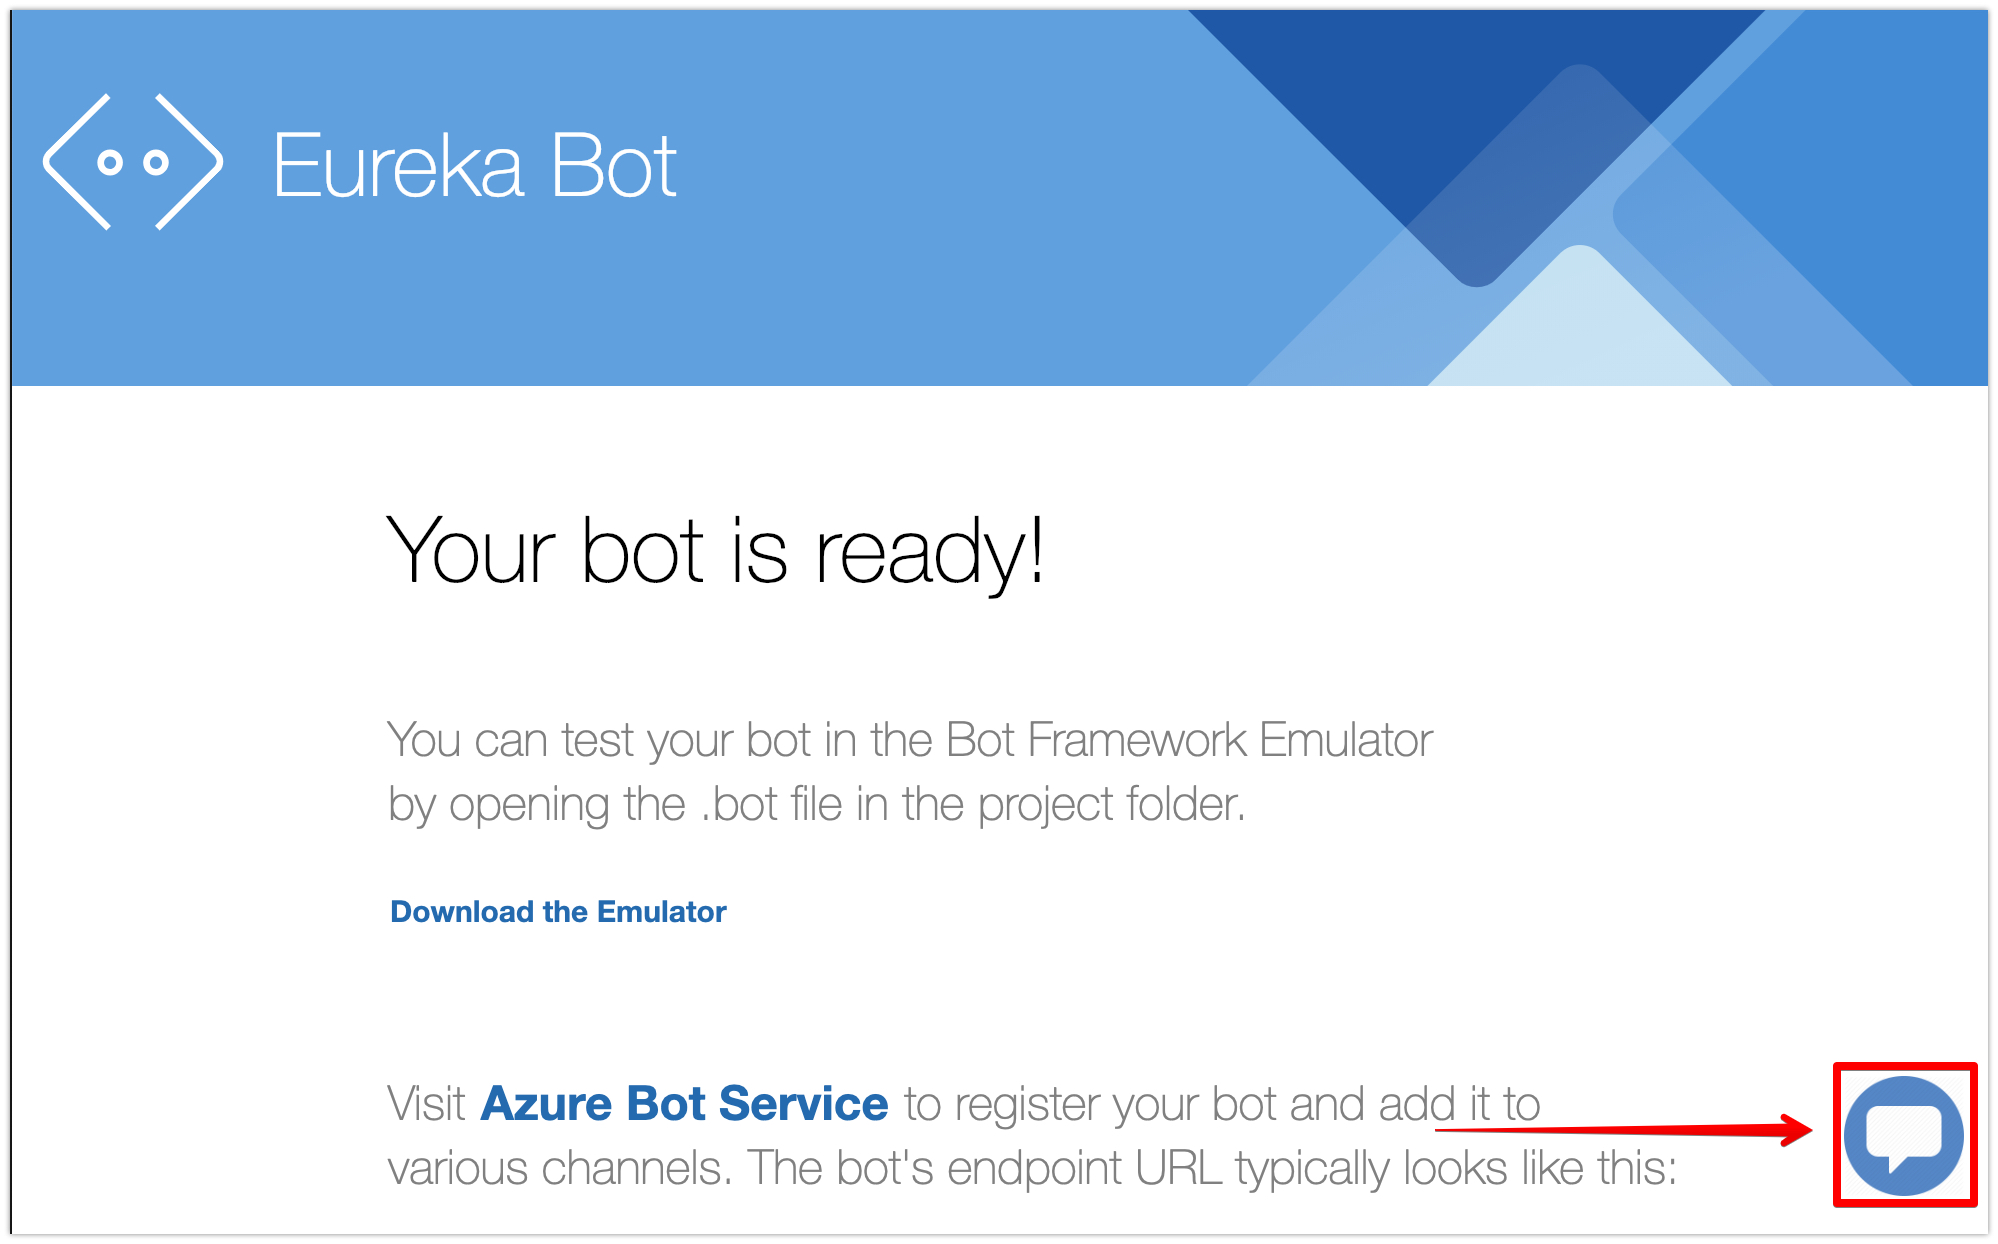 Eureka Bot
Your bot is ready!
You can test your bot in the Bot Framework Emulator
by opening the .bot file in the project folder.
Download the Emulator
Visit Azure Bot Service to register your bot and add it to
various channels. The bot's endpoint URL typically looks like this: